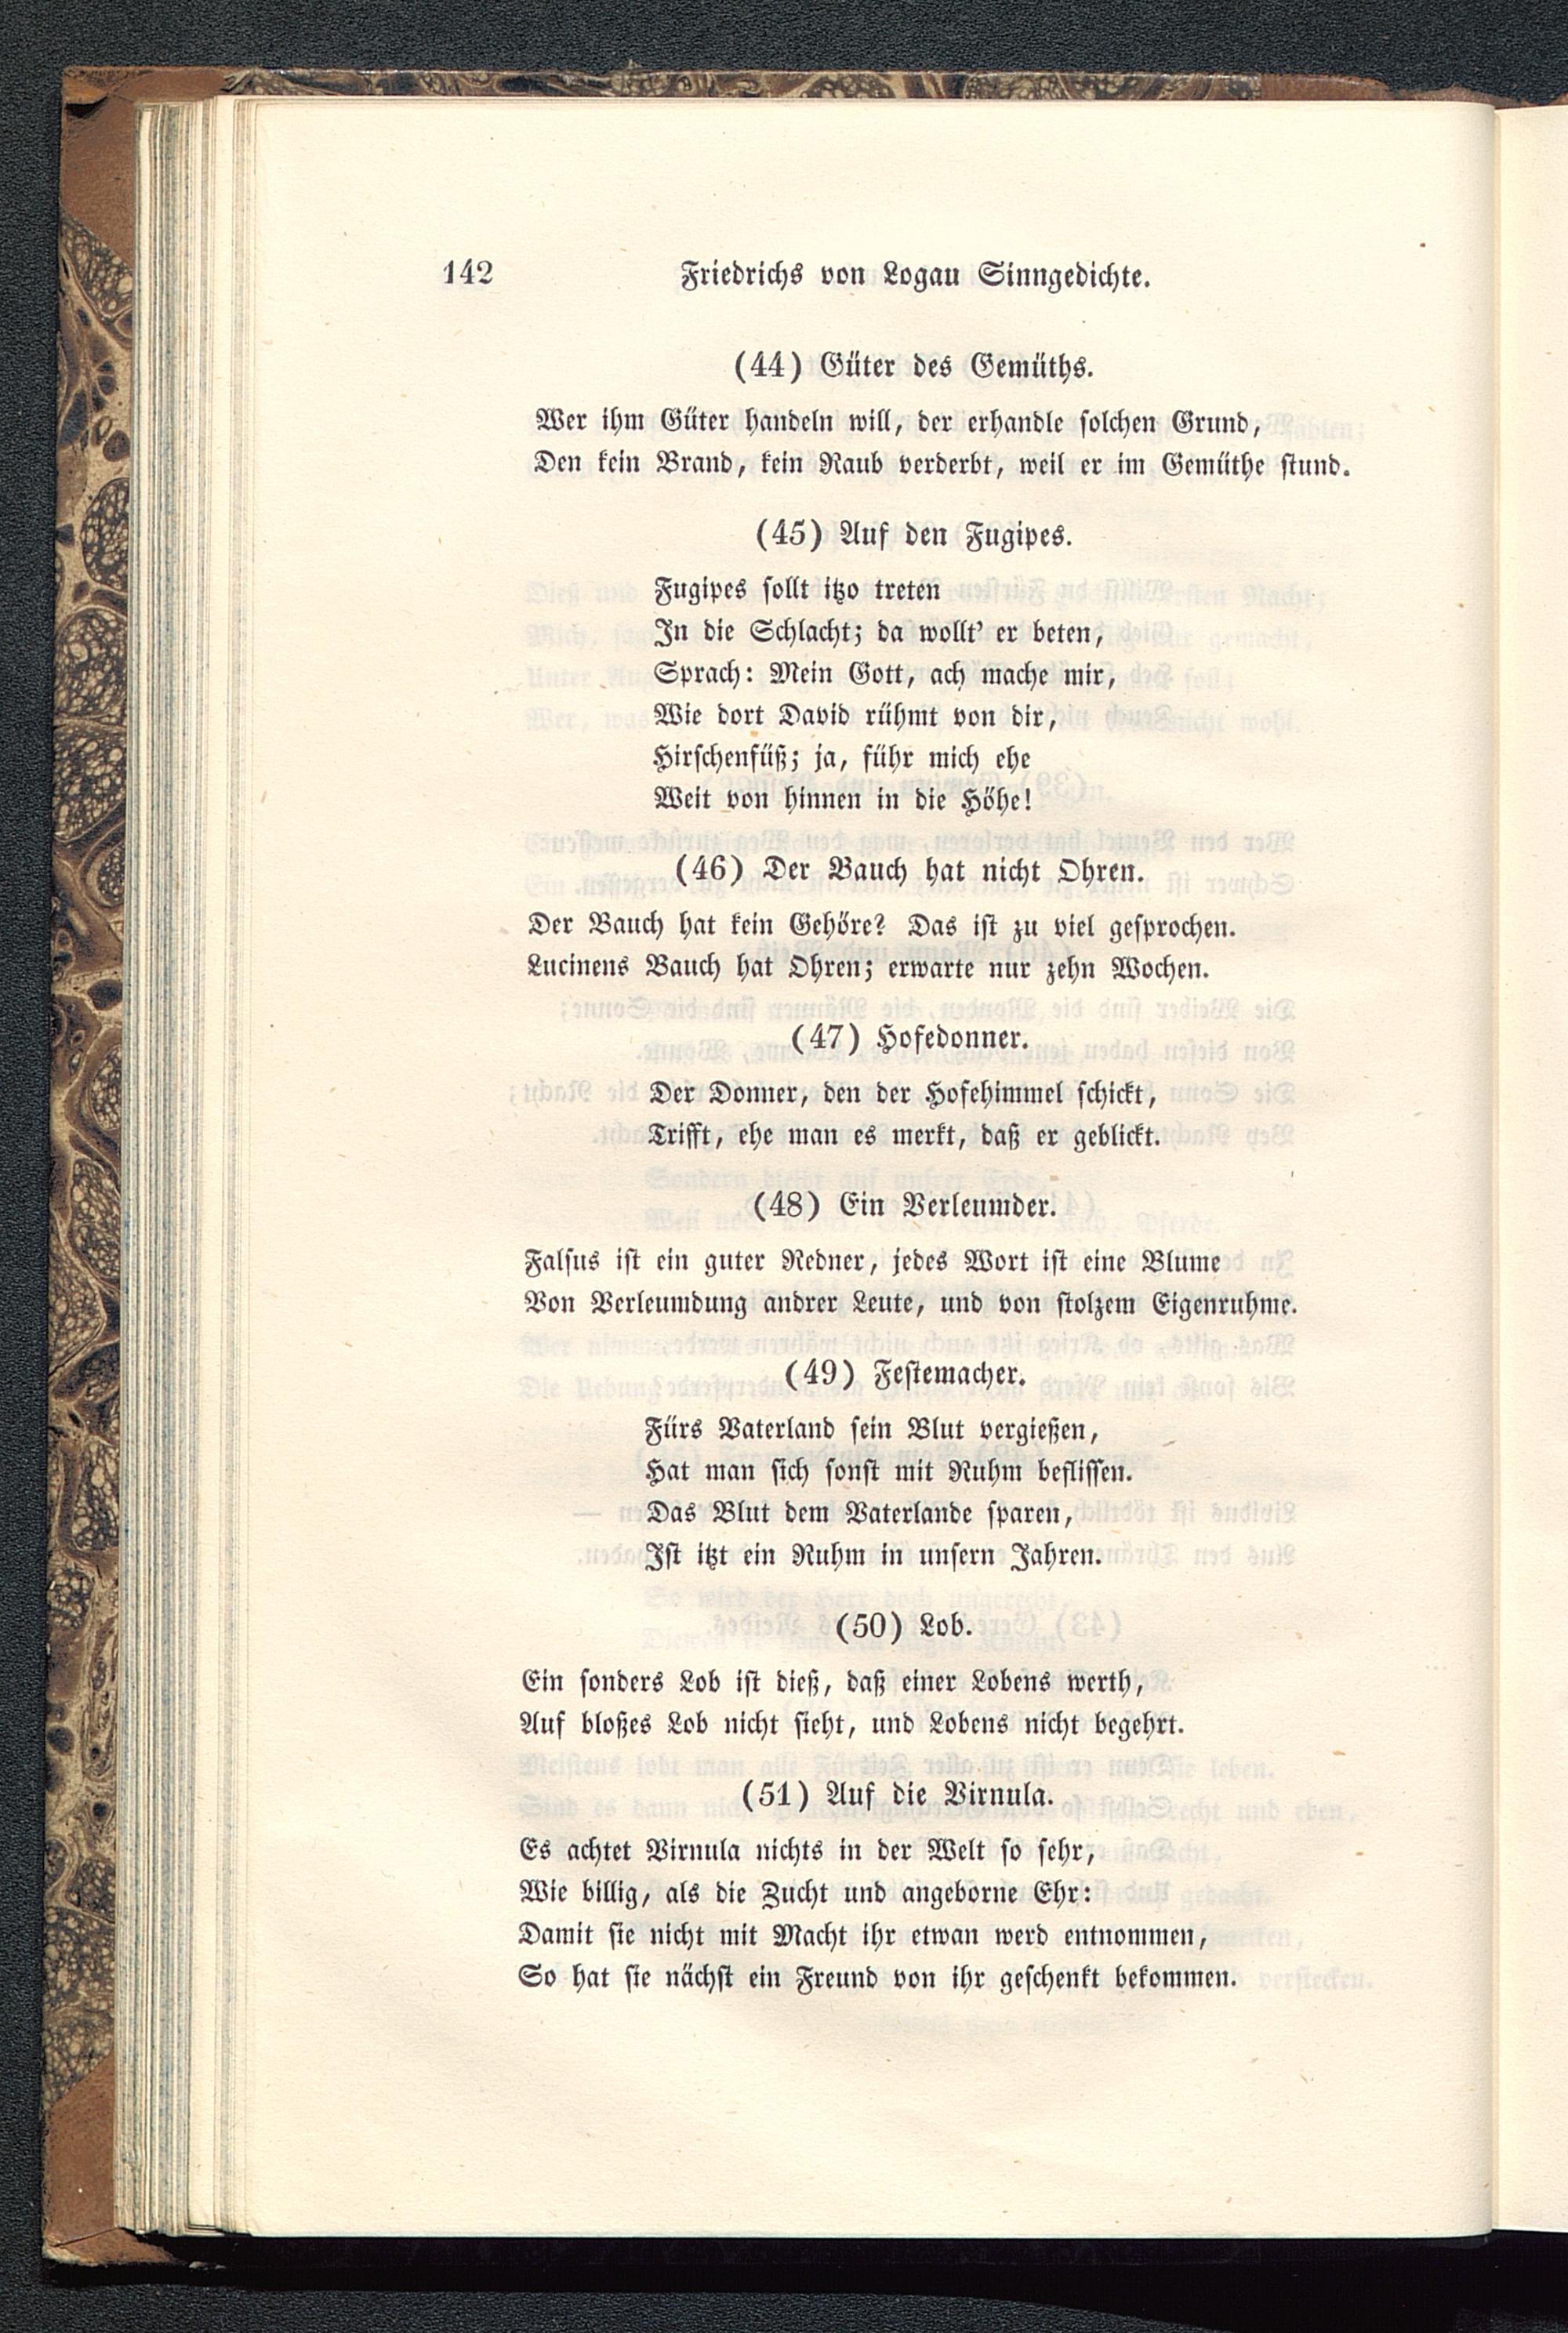 142 Friedrichs von Logau Sinngedichte.
(44) Güter des Gemüths.
Wer ihm Güter handeln will, der erhandle solchen Grund,
Den kein Brand, kein Raub verderbt, weil er im Gemüthe stund.
(45) Auf den Fugipes.
Fugipes sollt itzo treten
In die Schlacht; da wollt' er beten,
Sprach: Mein Gott, ach mache mir,
Wie dort David rühmt von dir,
Hirschenfüß; ja, führ mich ehe
Weit von hinnen in die Höhe!
(46) Der Bauch hat nicht Ohren.
Der Bauch hat kein Gehöre? Das ist zu viel gesprochen.
Lucinens Bauch hat Ohren; erwarte nur zehn Wochen.
(47) Hofedonner.
Der Donner, den der Hofehimmel schickt,
Trifft, ehe man es merkt, daß er geblickt.
(48) Ein Verleumder.
Falsus ist ein guter Redner, jedes Wort ist eine Blume
Von Verleumdung andrer Leute, und von stolzem Eigenruhme.
(49) Festemacher.
Fürs Vaterland sein Blut vergießen,
Hat man sich sonst mit Ruhm beflissen.
Das Blut dem Vaterlande sparen,
Ist itzt ein Ruhm in unsern Jahren.
(50) Lob.
Ein sonders Lob ist dieß, daß einer Lobens werth,
Auf bloßes Lob nicht sieht, und Lobens nicht begehrt.
(51) Auf die Virnula.
Es achtet Virnula nichts in der Welt so sehr,
Wie billig, als die Zucht und angeborne Ehr:
Damit sie nicht mit Macht ihr etwan werd entnommen,
So hat sie nächst ein Freund von ihr geschenkt bekommen.